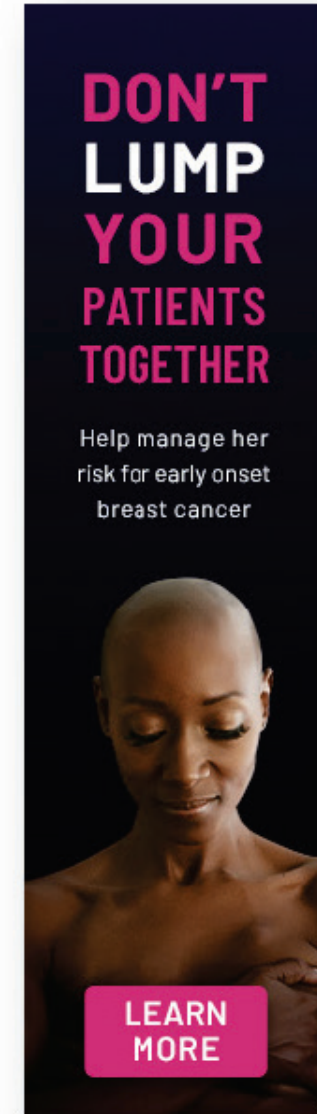 DON'T
LUMP
YOUR
PATIENTS
TOGETHER
Help manage her
risk for early onset
breast cancer
LEARN
MORE